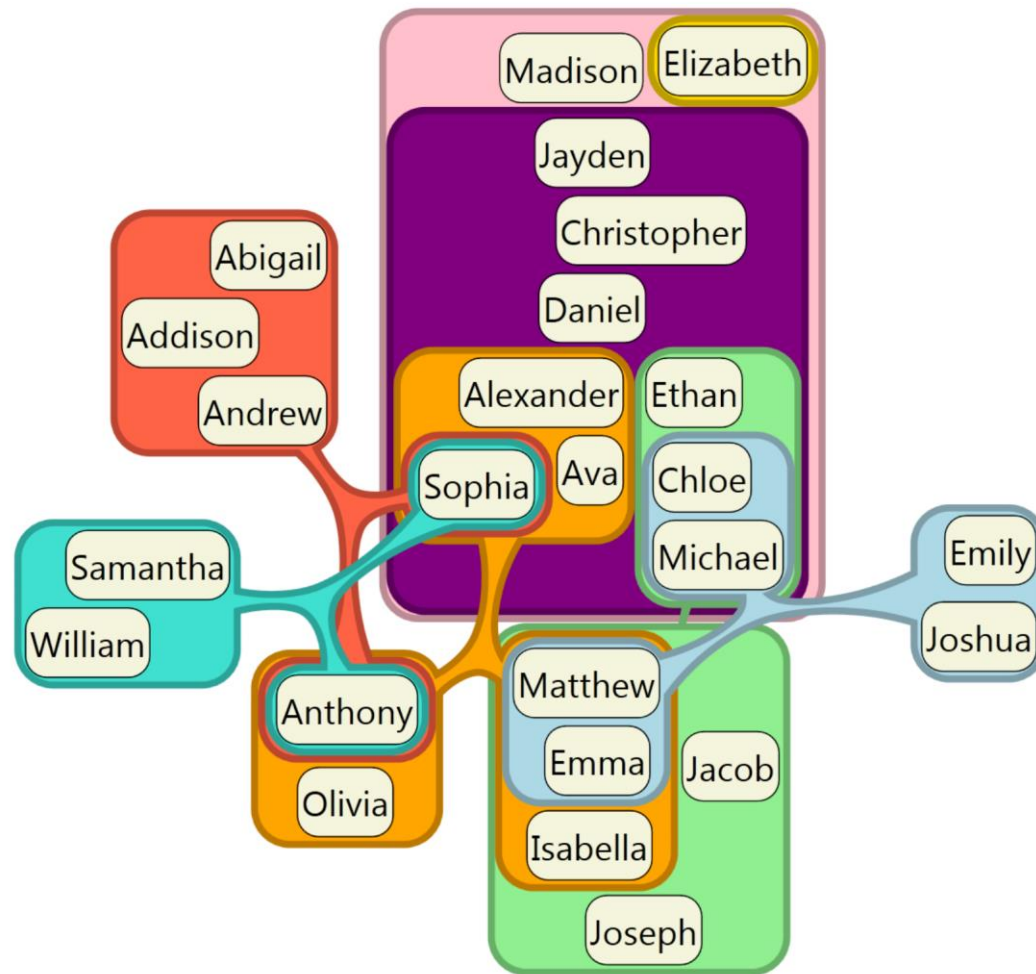 Madison
Elizabeth
Jayden
Christopher
Abigail
Daniel
Addison
Alexander
Ethan
Andrew
Sophia
Ava
Chloe
Michael
Samantha
Emily
William
Joshua
Matthew
Anthony
Emma
Jacob
Olivia
Isabella
Joseph